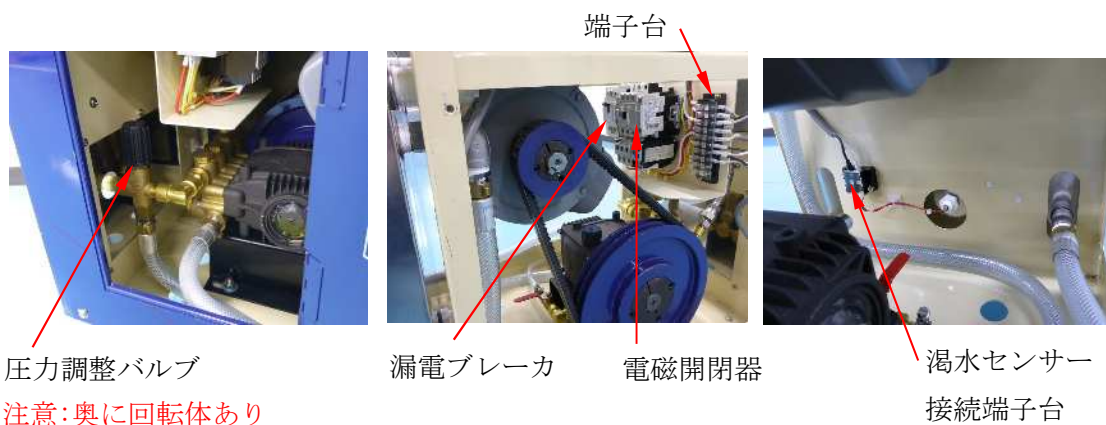 端子台
圧力調整バルブ
注意:奥に回転体あり
漏電ブレーカ
電磁開閉器
渇水センサー
接続端子台